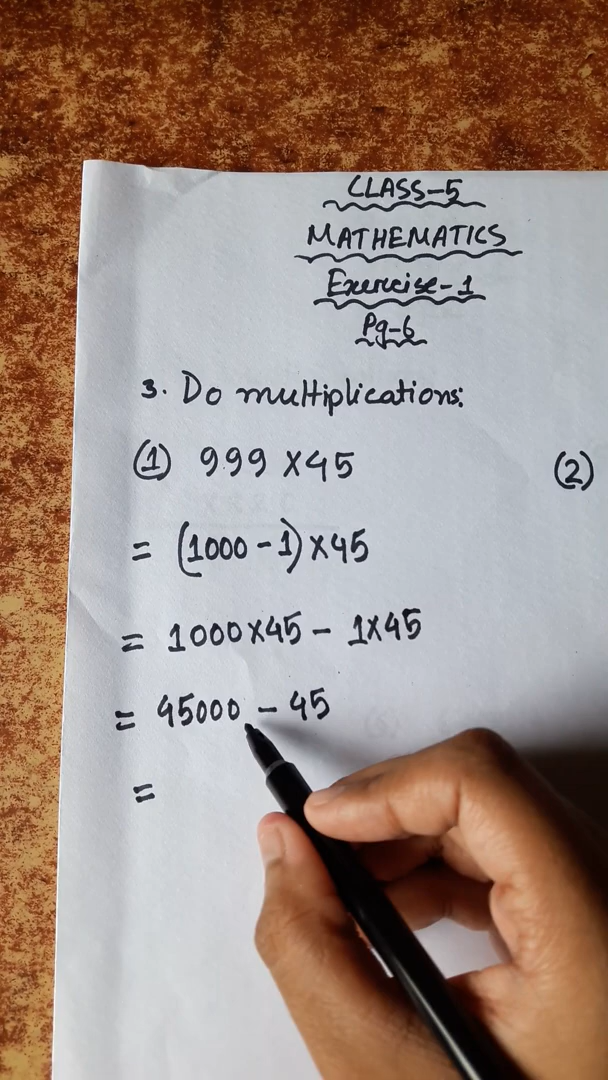 CLASS-5
MATHEMATICS
Exercise-1
Pg-6
3. Do multiplications:
(1) 999 X45
(2)
= (1000-1)X45
= 1000X45 - 1X45
= 45000 - 45
=